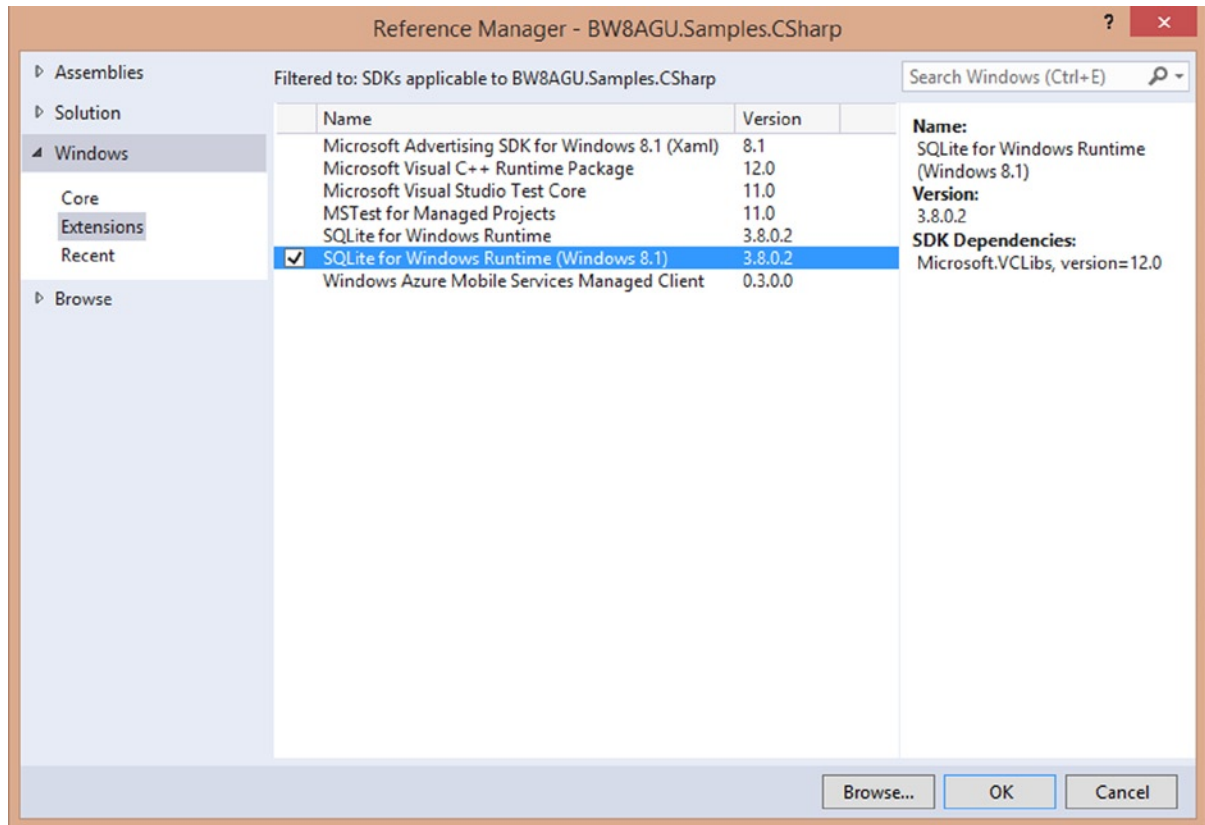 Reference Manager - BW8AGU.Samples.CSharp
?
Assemblies
Solution
Windows
Core
Extensions
Recent
Browse
Filtered to: SDKs applicable to BW8AGU.Samples.CSharp
Search Windows (Ctrl+E)
Name Version
Microsoft Advertising SDK for Windows 8.1 (Xaml) 8.1
Microsoft Visual C++ Runtime Package 12.0
Microsoft Visual Studio Test Core 11.0
MSTest for Managed Projects 11.0
SQLite for Windows Runtime 3.8.0.2
SQLite for Windows Runtime (Windows 8.1) 3.8.0.2
Windows Azure Mobile Services Managed Client 0.3.0.0
Name:
SQLite for Windows Runtime
(Windows 8.1)
Version:
3.8.0.2
SDK Dependencies:
Microsoft.VCLibs, version=12.0
Browse... OK Cancel